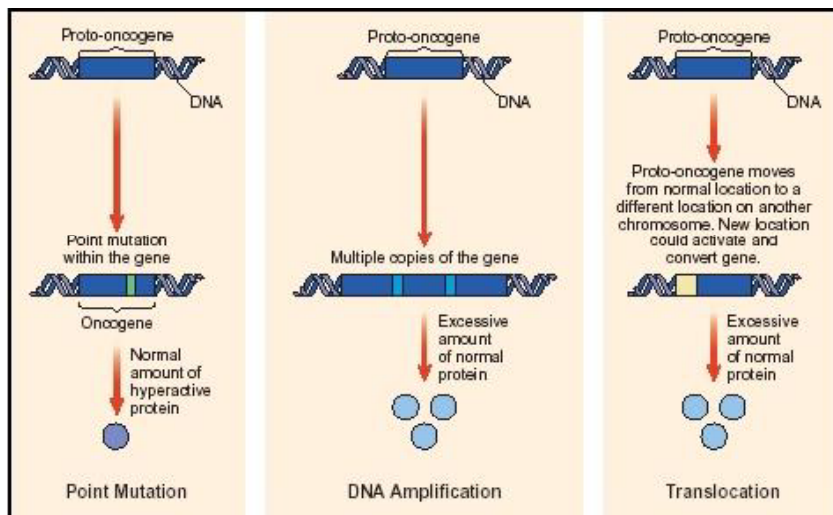 Proto-oncogene
DNA
Point mutation
within the gene
Oncogene
Normal
amount of
hyperactive
protein
Point Mutation
Proto-oncogene
DNA
Multiple copies of the gene
Excessive
amount
of normal
protein
DNA Amplification
Proto-oncogene
DNA
Proto-oncogene moves
from normal location to a
different location on another
chromosome. New location
could activate and
convert gene.
Excessive
amount
of normal
protein
Translocation